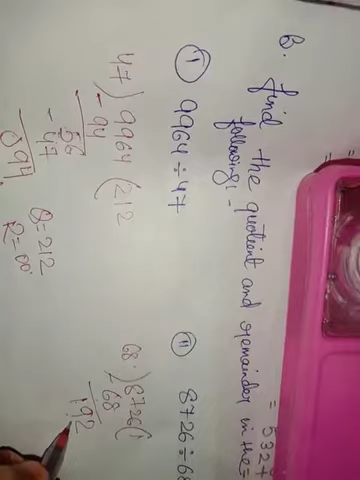 = 532
B. find the quotient and remainder in the =
following: -
(i) 9964 ÷ 47
47 ) 9964 ( 212
- 94
56
- 47
094
Q = 212
R = 00
(ii) 8726 ÷ 68
68 ) 8726 ( 1
68
192